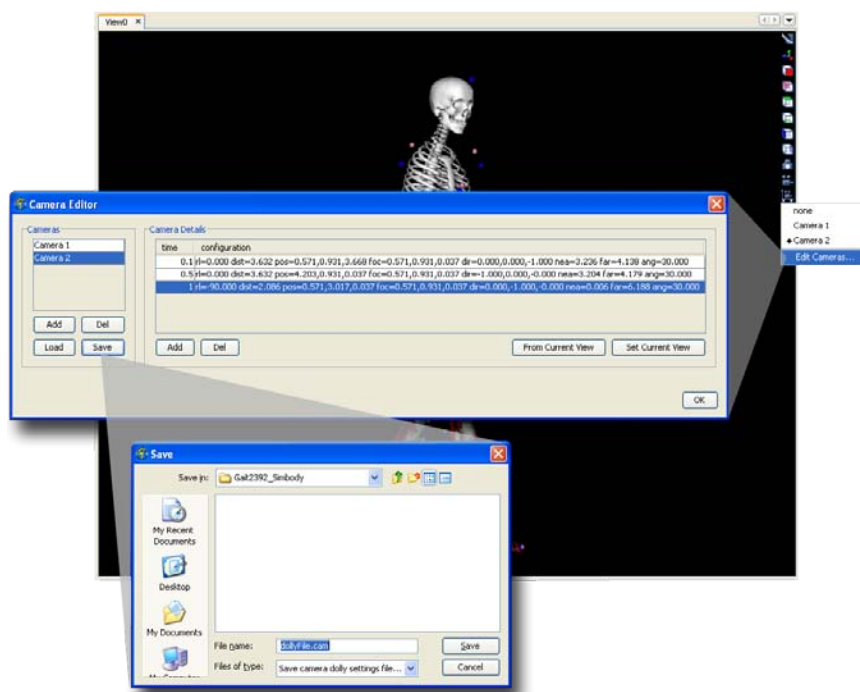 View0
Camera Editor
Cameras
Camera 1
Camera 2
Add
Del
Load
Save
Camera Details
time configuration
0.1 rl=0.000 dist=3.632 pos=0.571,0.931,3.668 foc=0.571,0.931,0.037 dir=0.000,0.000,-1.000 nea=3.236 far=4.138 ang=30.000
0.5 rl=0.000 dist=3.632 pos=4.203,0.931,0.037 foc=0.571,0.931,0.037 dir=-1.000,0.000,-0.000 nea=3.204 far=4.179 ang=30.000
1 rl=-90.000 dist=2.086 pos=0.571,3.017,0.037 foc=0.571,0.931,0.037 dir=0.000,-1.000,-0.000 nea=0.006 far=6.188 ang=30.000
Add
Del
From Current View
Set Current View
OK
none
Camera 1
Camera 2
Edit Cameras...
Save
Save in: Gait2392_Simbody
My Recent
Documents
Desktop
My Documents
My Computer
File name: dollyFile.cam
Save
Files of type: Save camera dolly settings file...
Cancel